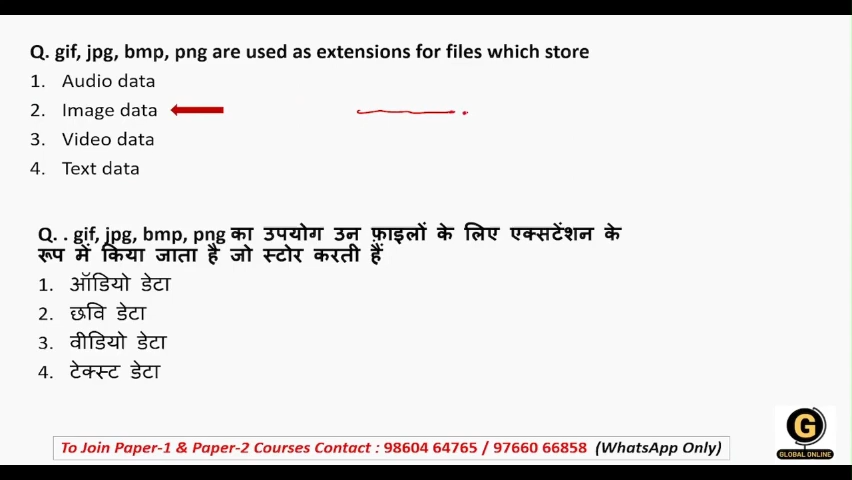 Q. gif, jpg, bmp, png are used as extensions for files which store
1. Audio data
2. Image data
3. Video data
4. Text data
Q. . gif, jpg, bmp, png का उपयोग उन फ़ाइलों के लिए एक्सटेंशन के
रूप में किया जाता है जो स्टोर करती हैं
1. ऑडियो डेटा
2. छवि डेटा
3. वीडियो डेटा
4. टेक्स्ट डेटा
G
GLOBAL ONLINE
To Join Paper-1 & Paper-2 Courses Contact : 98604 64765 / 97660 66858 (WhatsApp Only)